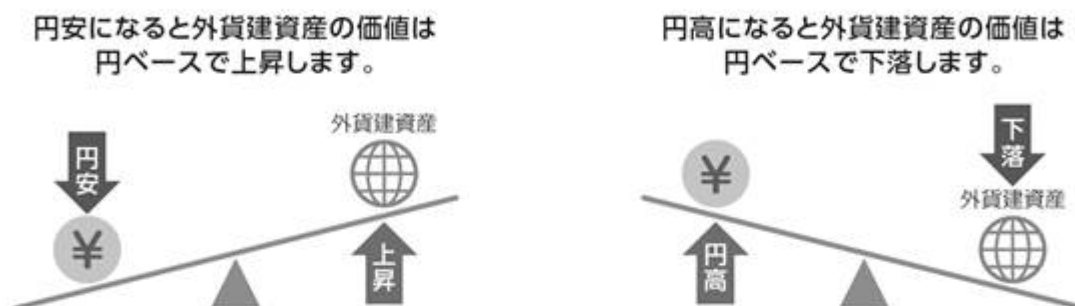 円安になると外貨建資産の価値は
円ベースで上昇します。
円安
外貨建資産
¥
上昇
円高になると外貨建資産の価値は
円ベースで下落します。
¥
円高
下落
外貨建資産